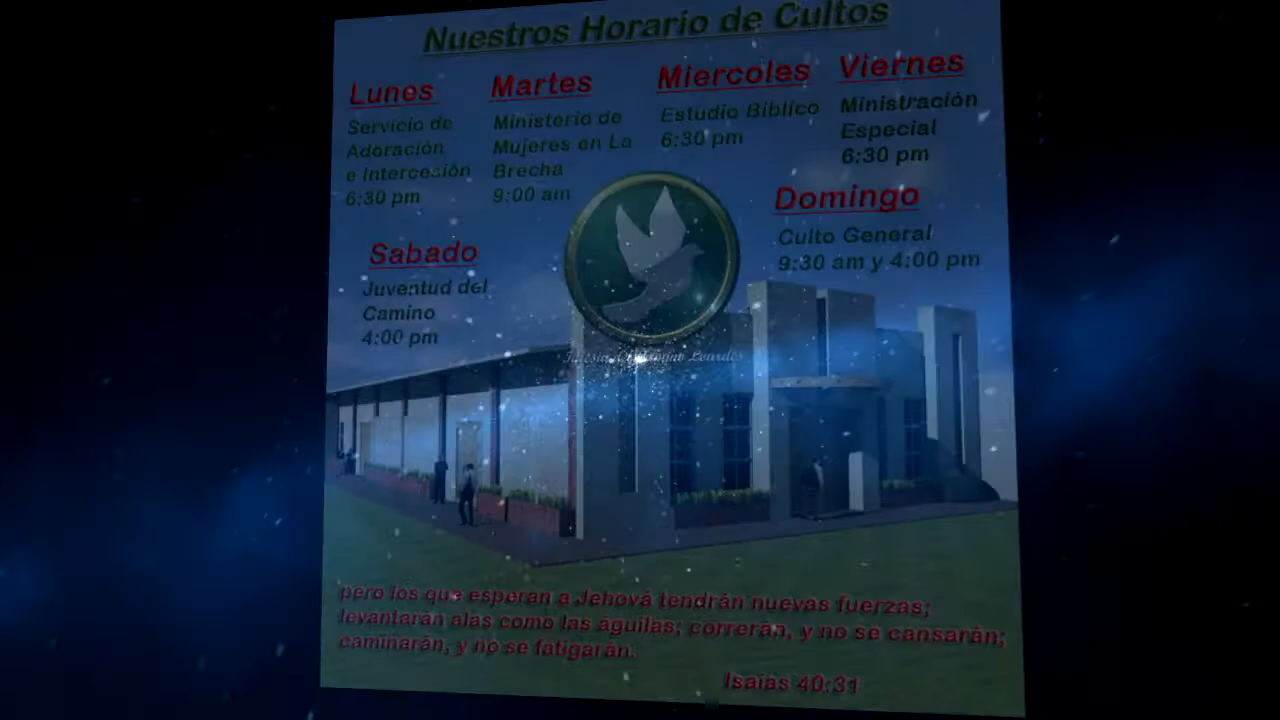 Nuestros Horario de Cultos
Lunes
Servicio de
Adoración
e Intercesión
6:30 pm
Martes
Ministerio de
Mujeres en La
Brecha
9:00 am
Miercoles
Estudio Biblico
6:30 pm
Viernes
Ministración
Especial
6:30 pm
Sabado
Juventud del
Camino
4:00 pm
Domingo
Culto General
9:30 am y 4:00 pm
Iglesia Lourdes
pero los que esperan a Jehová tendrán nuevas fuerzas;
levantarán alas como las águilas; correrán, y no se cansarán;
caminarán, y no se fatigarán.
Isaias 40:31